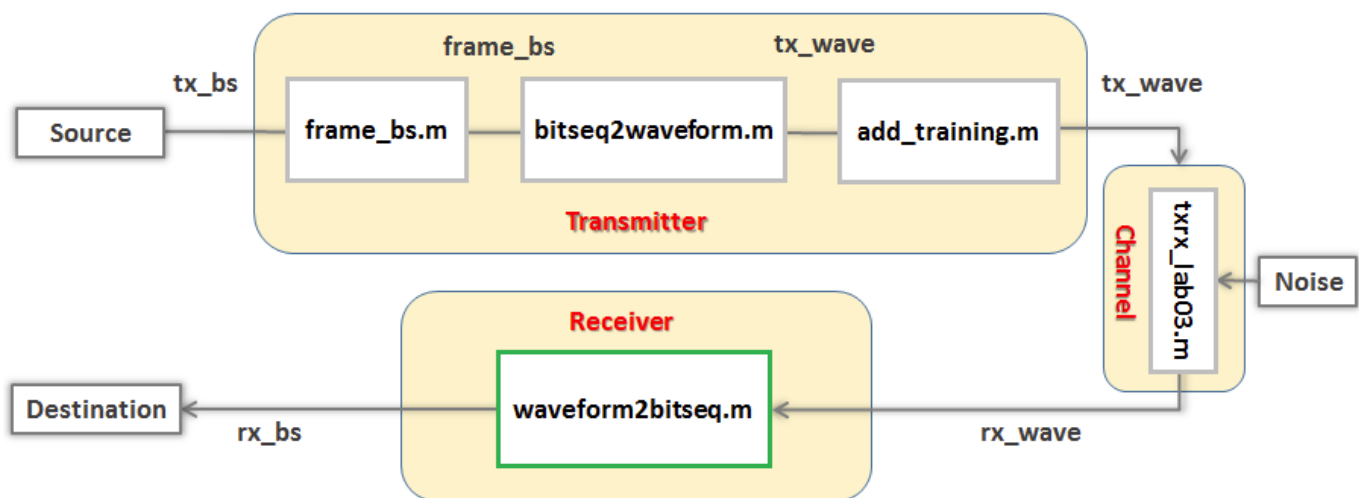 frame_bs
tx_wave
tx_bs
tx_wave
Source
frame_bs.m
bitseq2waveform.m
add_training.m
Transmitter
Channel
txrx_lab03.m
Noise
Receiver
Destination
waveform2bitseq.m
rx_bs
rx_wave